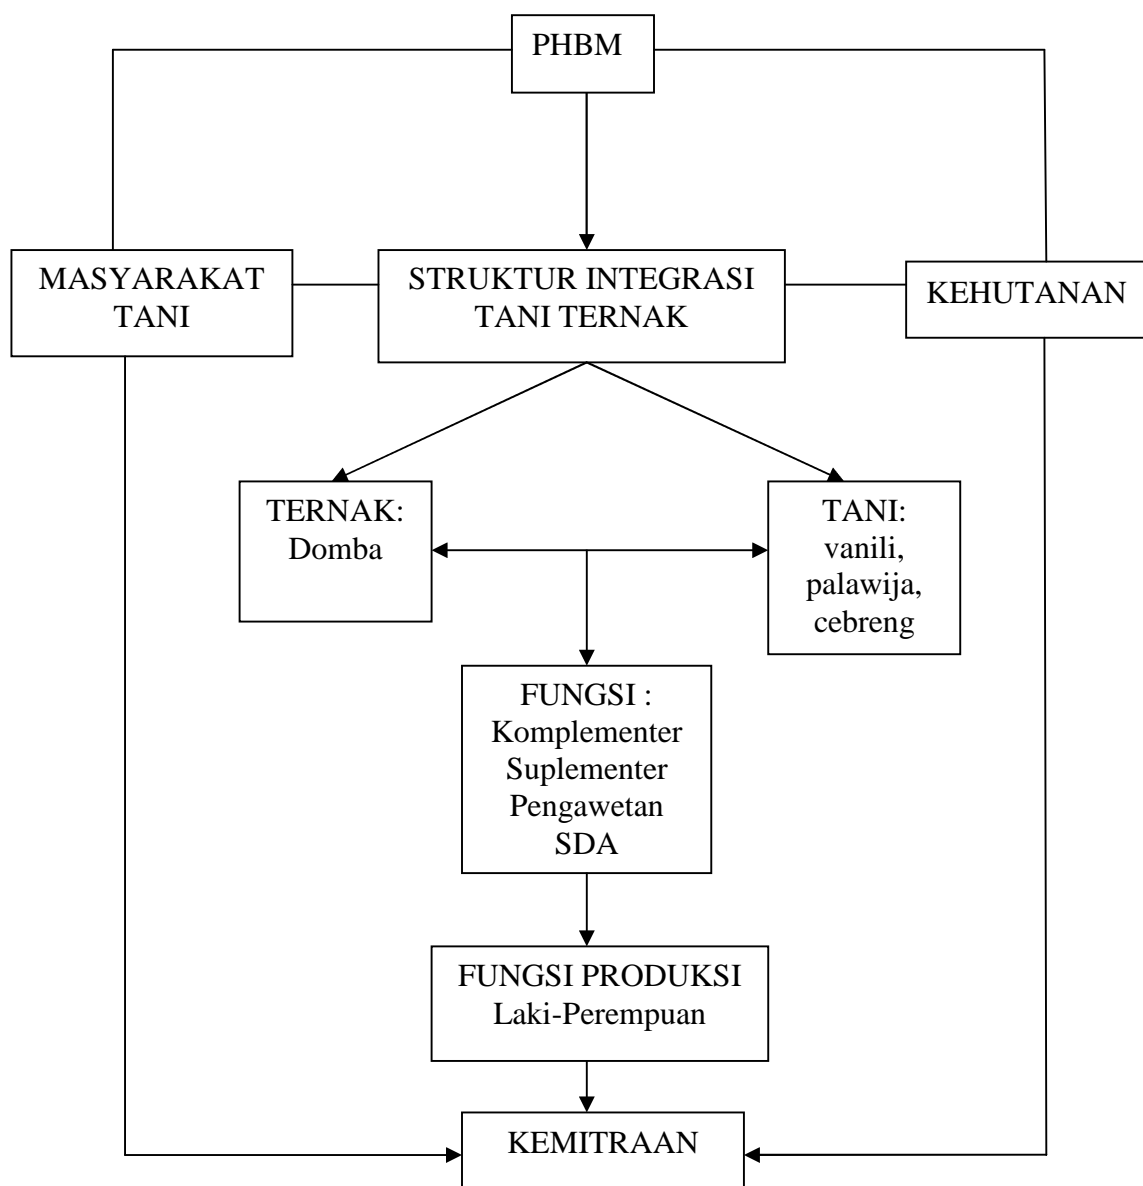 PHBM
MASYARAKAT
TANI
STRUKTUR INTEGRASI
TANI TERNAK
KEHUTANAN
TERNAK:
Domba
TANI:
vanili,
palawija,
cebreng
FUNGSI :
Komplementer
Suplementer
Pengawetan
SDA
FUNGSI PRODUKSI
Laki-Perempuan
KEMITRAAN